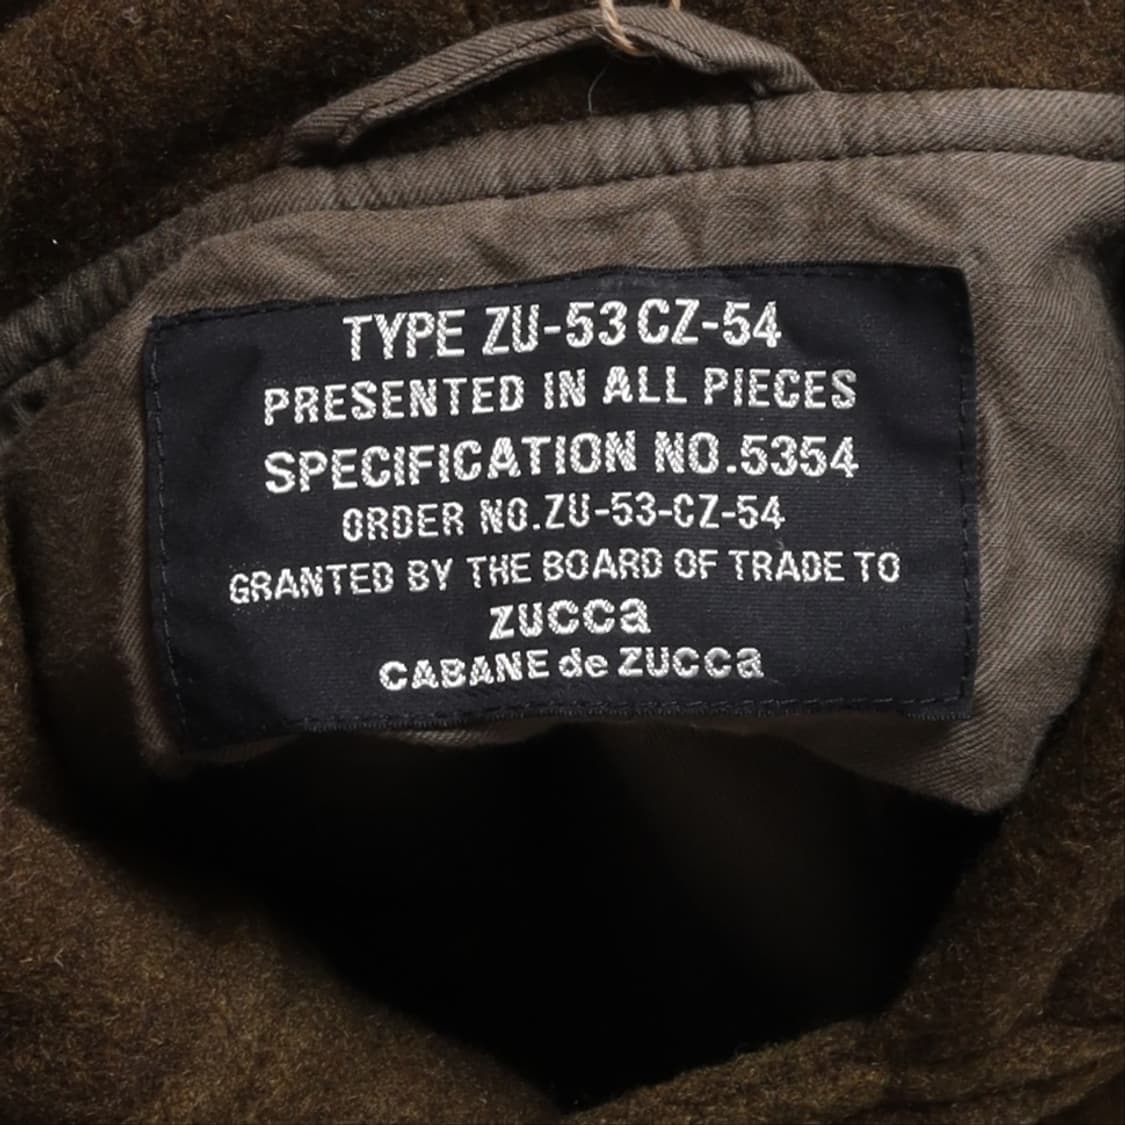 TYPE ZU-53 CZ-54
PRESENTED IN ALL PIECES
SPECIFICATION NO.5354
ORDER NO.ZU-53-CZ-54
GRANTED BY THE BOARD OF TRADE TO
zucca
CABANE de ZUCCa